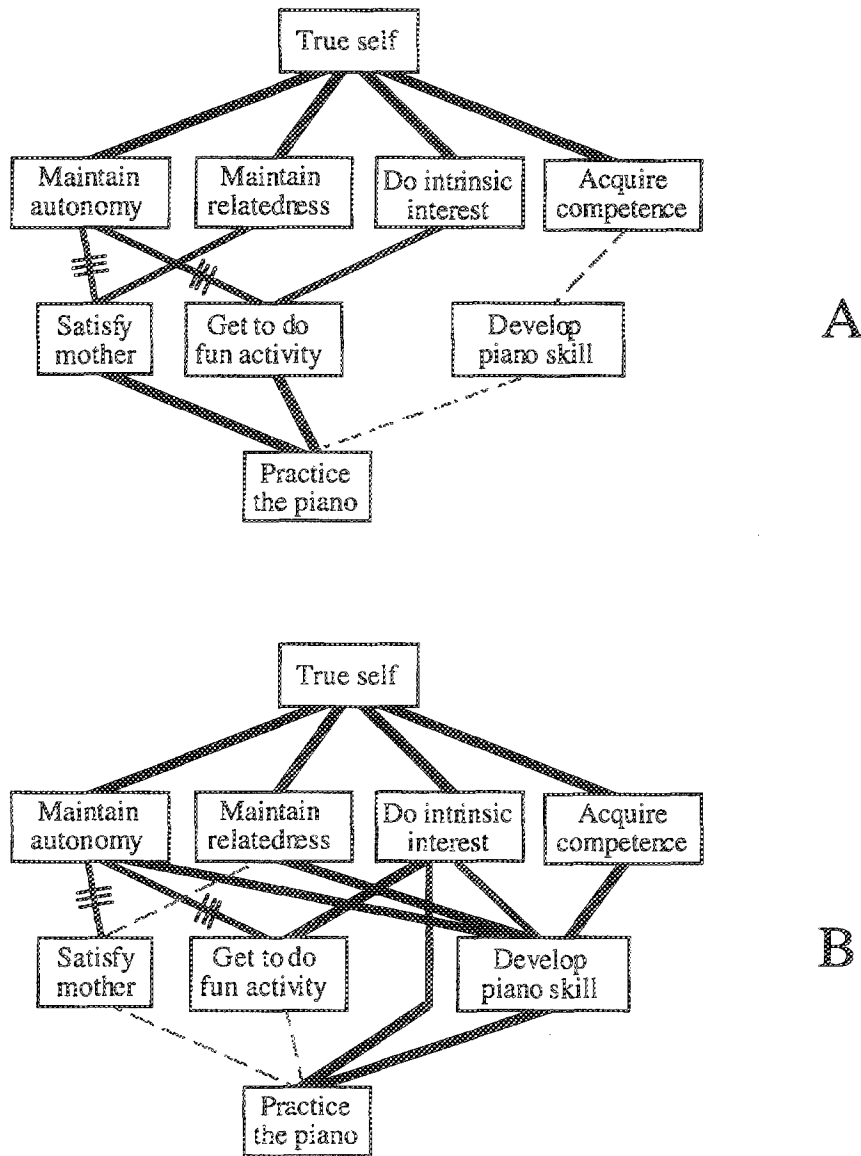 True self
Maintain
autonomy
Maintain
relatedness
Do intrinsic
interest
Acquire
competence
Satisfy
mother
Get to do
fun activity
Develop
piano skill
A
Practice
the piano
True self
Maintain
autonomy
Maintain
relatedness
Do intrinsic
interest
Acquire
competence
Satisfy
mother
Get to do
fun activity
Develop
piano skill
B
Practice
the piano